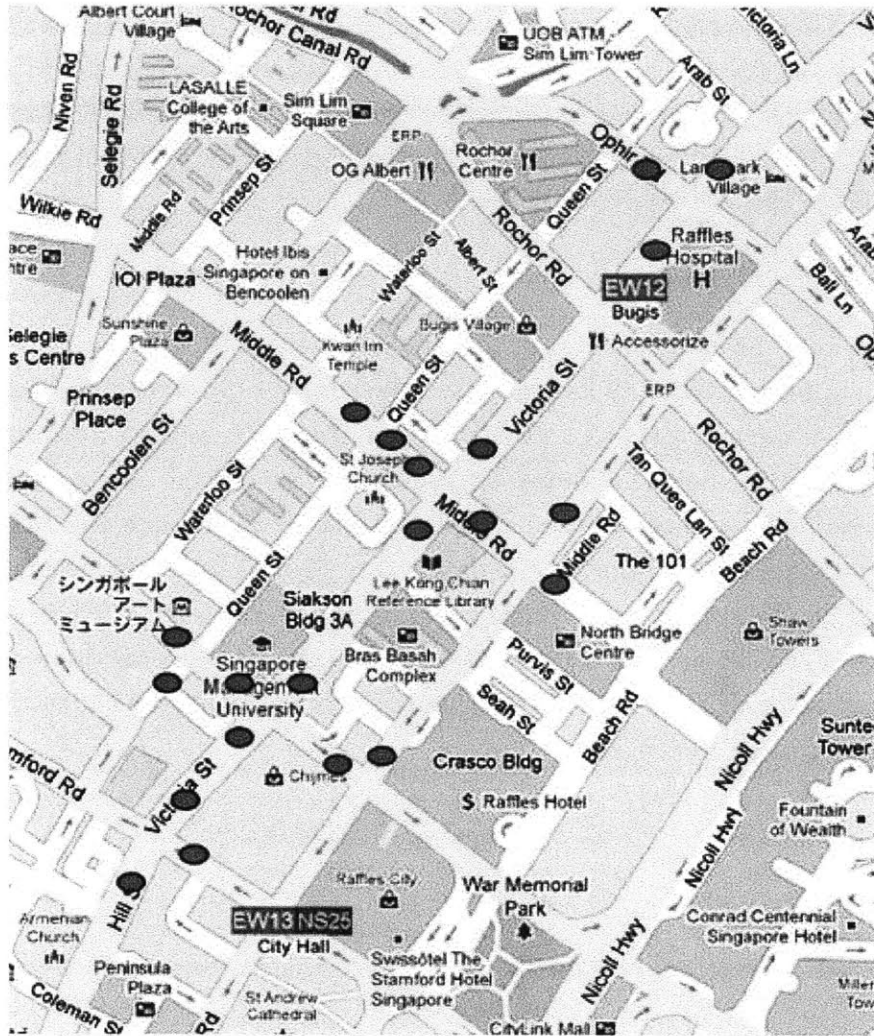 Albert Court
Village
Rochor Canal Rd
UOB ATM
Sim Lim Tower
Victoria Ln
Arab St
Niven Rd
Selegie Rd
LASALLE
College of
the Arts
Sim Lim
Square
ERP
Prinsep St
Middle Rd
OG Albert
Rochor
Centre
Queen St
Village
Wilkie Rd
Rochor Rd
Raffles
Hospital
H
Hotel Ibis
Singapore on
Bencoolen
Waterloo St
Albert St
EW12
Bugis
Bali Ln
IOI Plaza
Sunshine
Plaza
Middle Rd
Kwan Im
Temple
Bugis Village
Accessorize
Selegie
s Centre
Queen St
Victoria St
ERP
Prinsep
Place
Bencoolen St
Rochor Rd
St Joseph
Church
Tan Quee Lan St
Waterloo St
Middle Rd
Middle Rd
The 101
Beach Rd
Queen St
Lee Kong Chian
Reference Library
シンガポール
アート
ミュージアム
Siakson
Bldg 3A
Shaw
Towers
North Bridge
Centre
Singapore
Management
University
Bras Basah
Complex
Purvis St
Seah St
Beach Rd
Nicoll Hwy
Sunte
Tower
mford Rd
Victoria St
Chijmes
Crasco Bldg
$ Raffles Hotel
Nicoll Hwy
Fountain
of Wealth
Raffles City
War Memorial
Park
Hill S
EW13 NS25
City Hall
Armenian
Church
Nicoll Hwy
Conrad Centennial
Singapore Hotel
Swissôtel The
Stamford Hotel
Singapore
Peninsula
Plaza
St Andrew
Cathedral
Coleman St
Rd
CityLink Mall